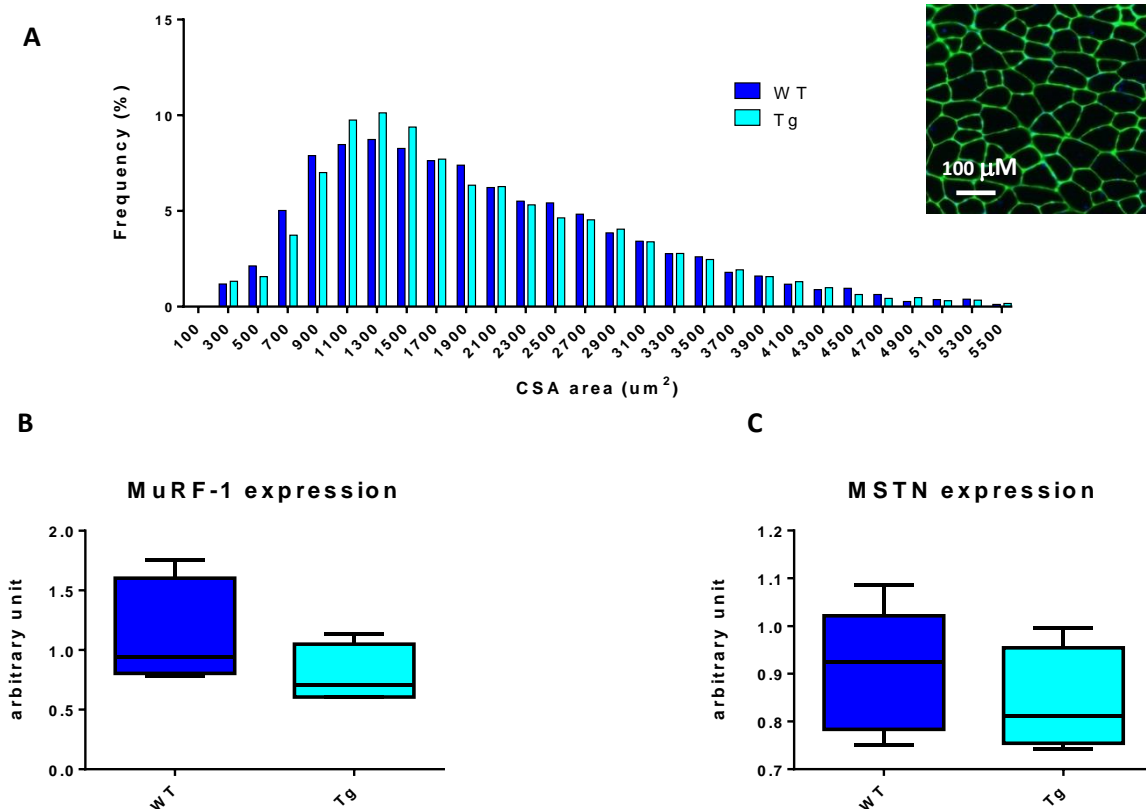 A
15
10
5
0
Frequency (%)
WT
Tg
100 μM
100 300 500 700 900 1100 1300 1500 1700 1900 2100 2300 2500 2700 2900 3100 3300 3500 3700 3900 4100 4300 4500 4700 4900 5100 5300 5500
CSA area (um²)
B
MuRF-1 expression
2.0
1.5
1.0
0.5
0.0
arbitrary unit
WT Tg
C
MSTN expression
1.2
1.1
1.0
0.9
0.8
0.7
arbitrary unit
WT Tg